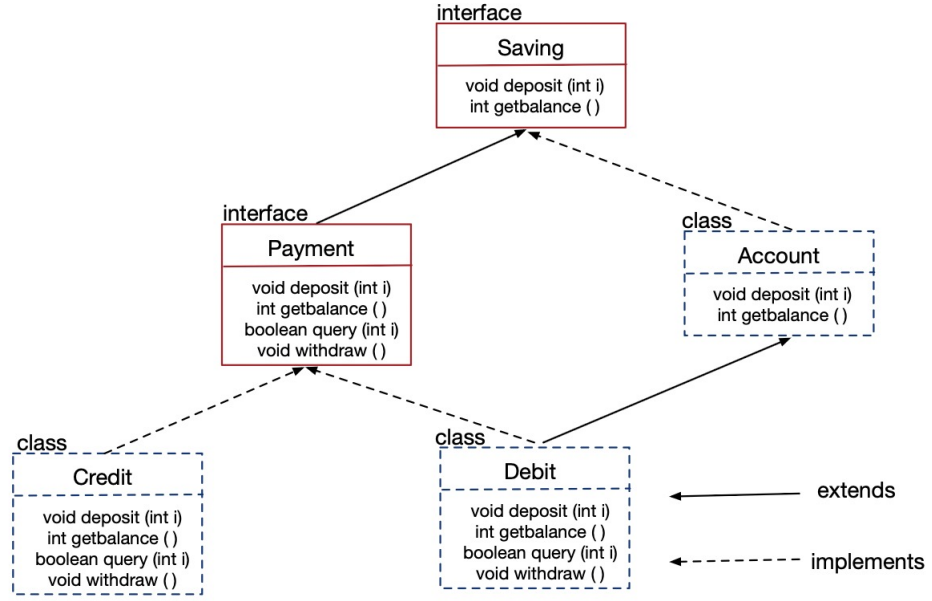 interface
Saving
void deposit (int i)
int getbalance ( )
interface
Payment
void deposit (int i)
int getbalance ( )
boolean query (int i)
void withdraw ( )
class
Account
void deposit (int i)
int getbalance ( )
class
Credit
void deposit (int i)
int getbalance ( )
boolean query (int i)
void withdraw ( )
class
Debit
void deposit (int i)
int getbalance ( )
boolean query (int i)
void withdraw ( )
extends
implements